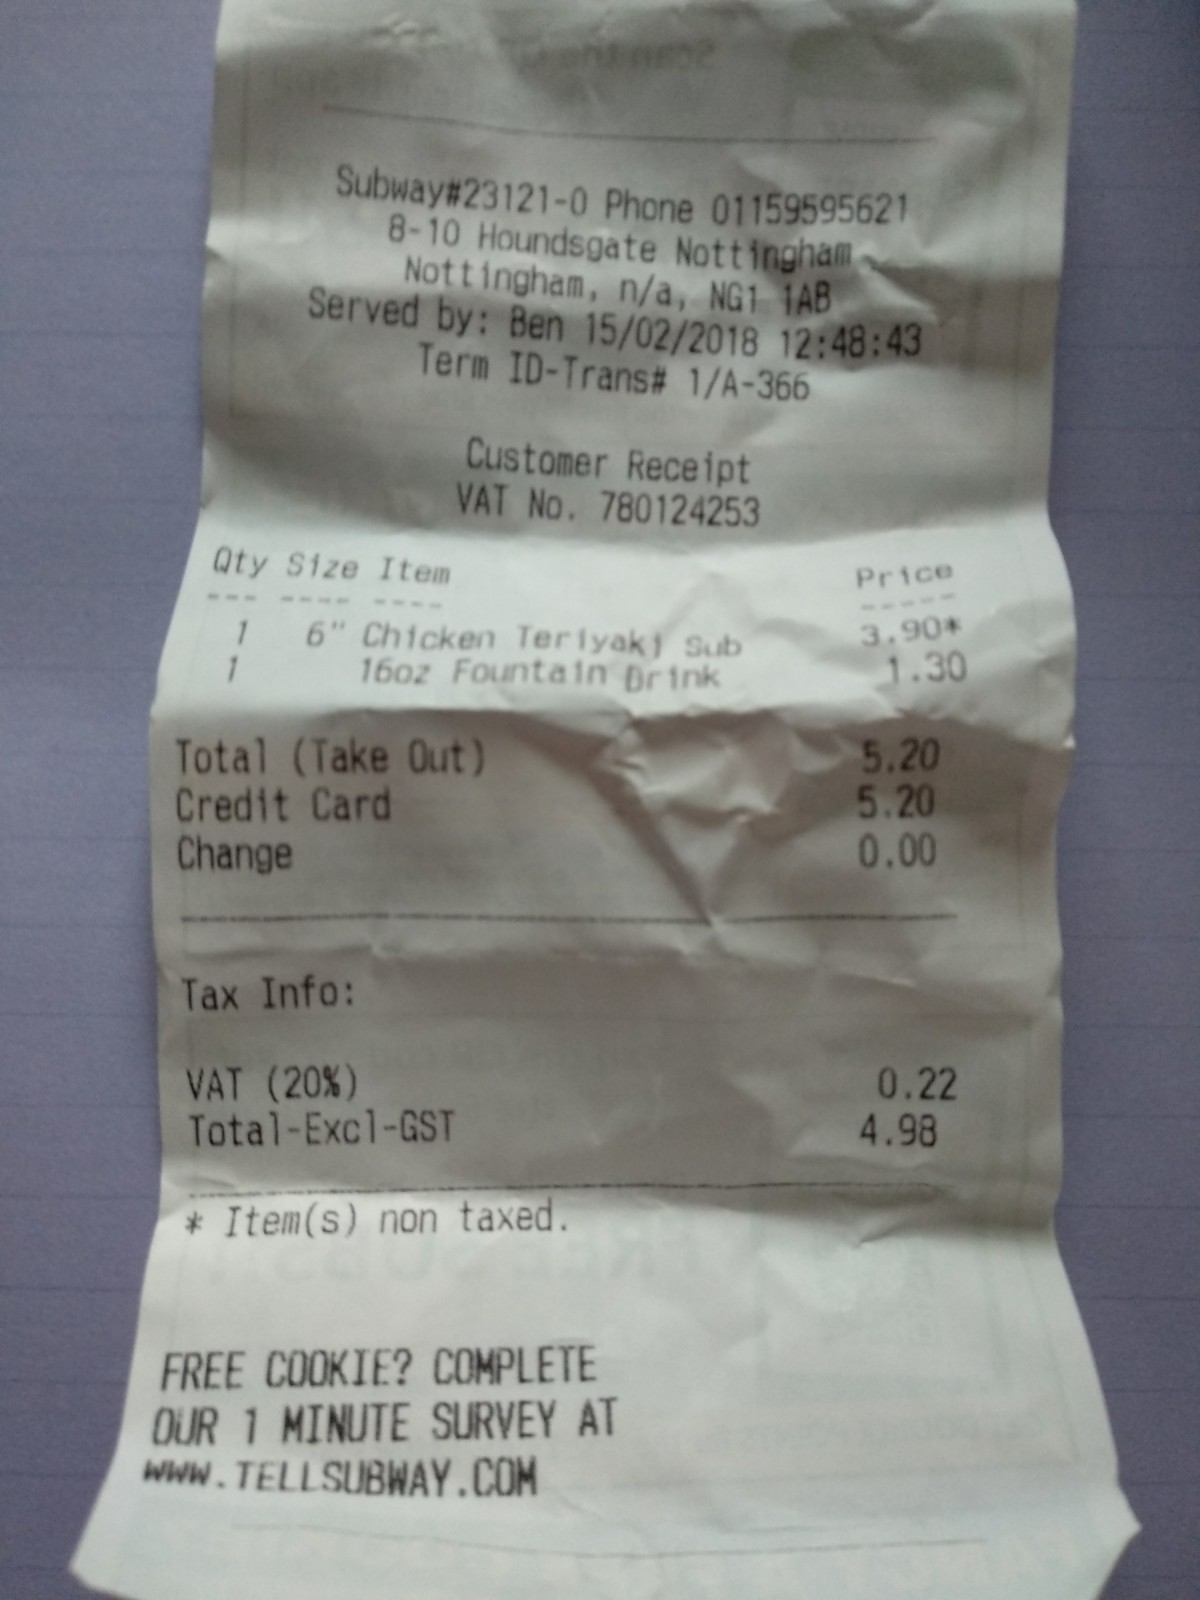 Subway#23121-0 Phone 01159595621
8-10 Houndsgate Nottingham
Nottingham, n/a, NG1 1AB
Served by: Ben 15/02/2018 12:48:43
Term ID-Trans# 1/A-366
Customer Receipt
VAT No. 780124253
Qty Size Item Price
--- ---- ---- -----
1 6" Chicken Teriyaki Sub 3.90*
1 16oz Fountain Drink 1.30
Total (Take Out) 5.20
Credit Card 5.20
Change 0.00
Tax Info:
VAT (20%) 0.22
Total-Excl-GST 4.98
* Item(s) non taxed.
FREE COOKIE? COMPLETE
OUR 1 MINUTE SURVEY AT
WWW.TELLSUBWAY.COM